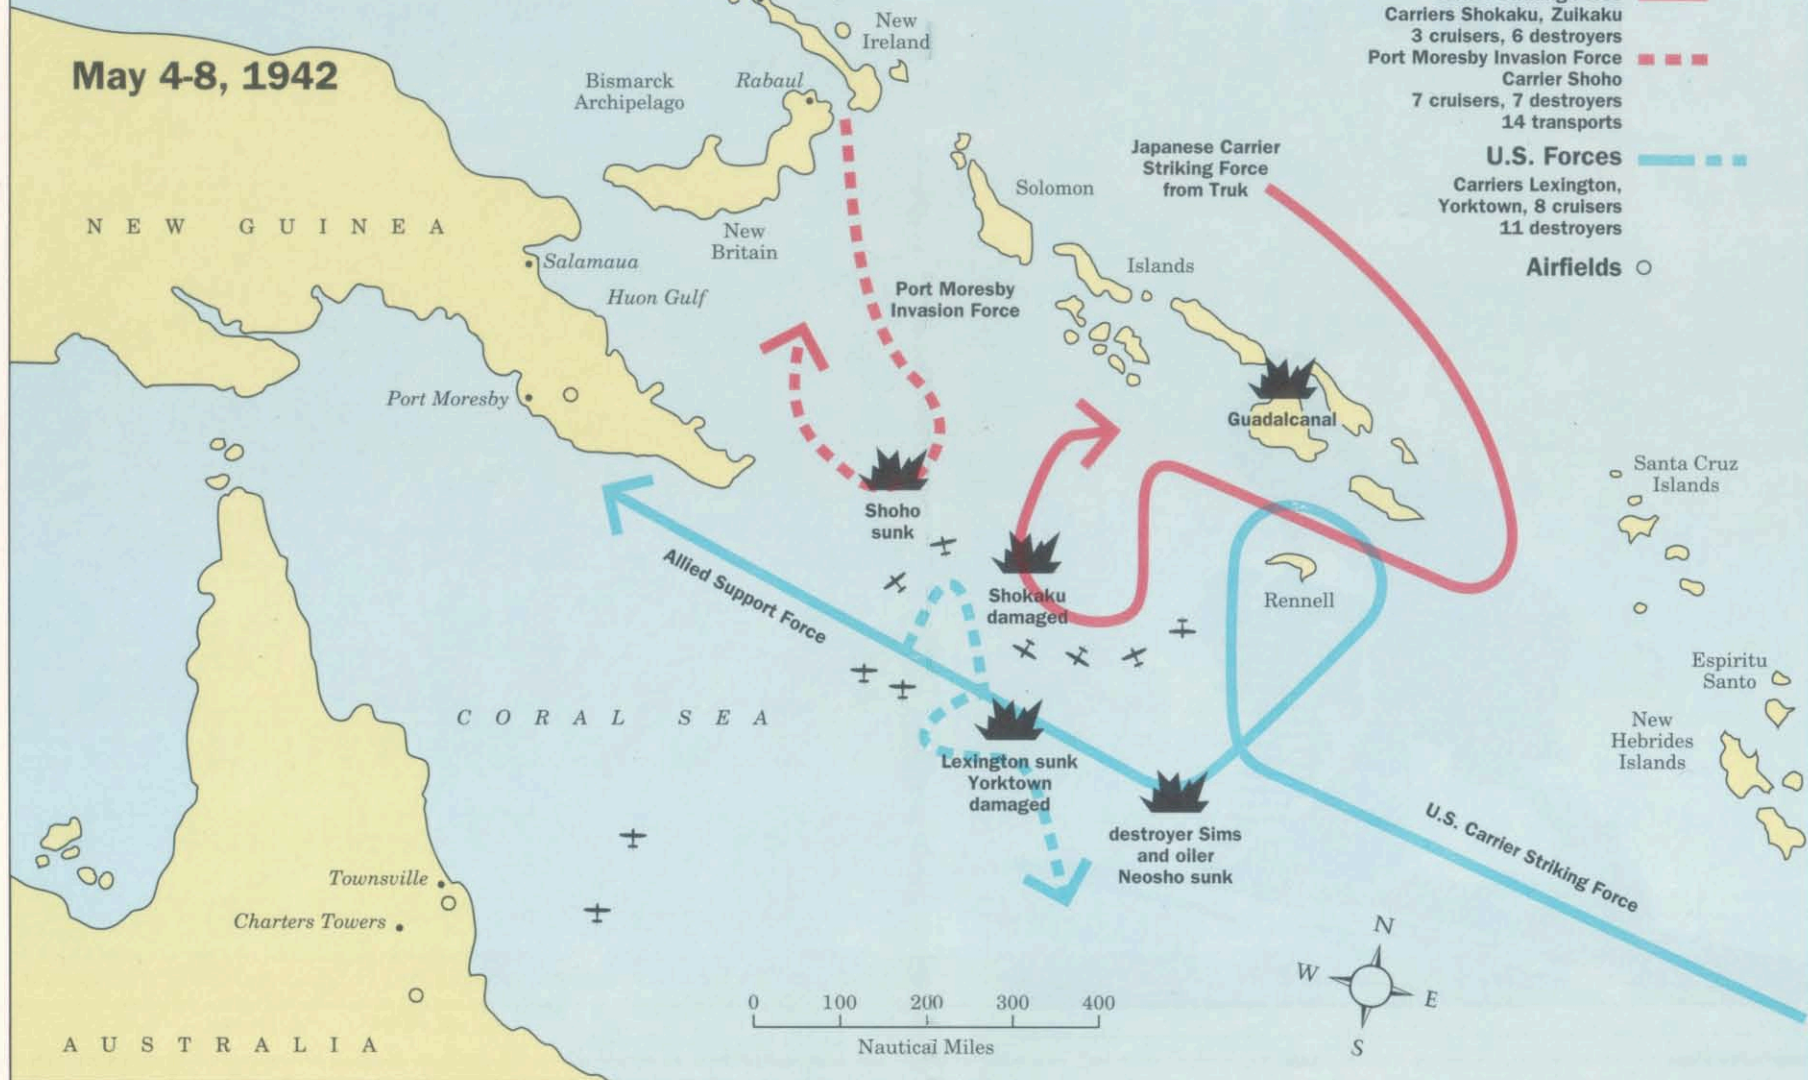 May 4-8, 1942
New
Ireland
Bismarck
Archipelago
Rabaul
Carriers Shokaku, Zuikaku
3 cruisers, 6 destroyers
Port Moresby Invasion Force
Carrier Shoho
7 cruisers, 7 destroyers
14 transports
U.S. Forces
Carriers Lexington,
Yorktown, 8 cruisers
11 destroyers
Airfields
Japanese Carrier
Striking Force
from Truk
Solomon
Islands
NEW GUINEA
New
Britain
Salamaua
Huon Gulf
Port Moresby
Invasion Force
Port Moresby
Guadalcanal
Santa Cruz
Islands
Shoho
sunk
Allied Support Force
Shokaku
damaged
Rennell
Espiritu
Santo
New
Hebrides
Islands
CORAL SEA
Lexington sunk
Yorktown
damaged
destroyer Sims
and oiler
Neosho sunk
U.S. Carrier Striking Force
Townsville
Charters Towers
AUSTRALIA
0 100 200 300 400
Nautical Miles
N
W
E
S